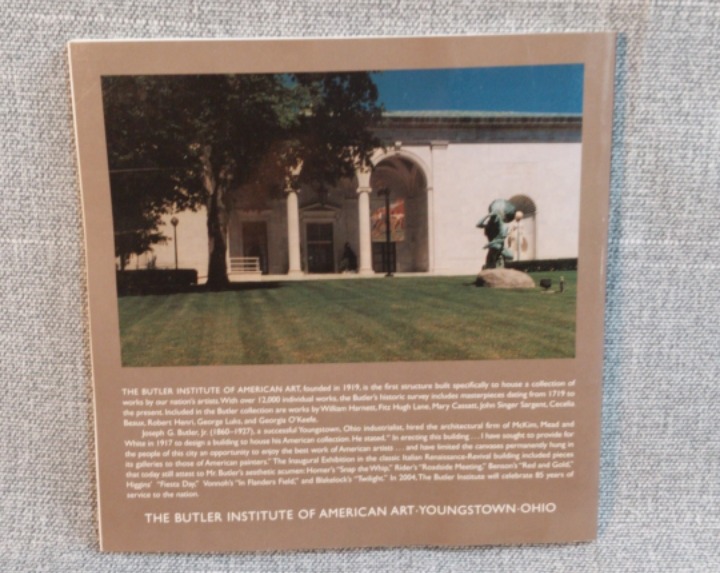 THE BUTLER INSTITUTE OF AMERICAN ART, founded in 1919, is the first structure built specifically to house a collection of
works by our nation's artists. With over 12,000 individual works, the Butler's historic survey includes masterpieces dating from 1719 to
the present. Included in the Butler collection are works by William Harnett, Fitz Hugh Lane, Mary Cassatt, John Singer Sargent, Cecelia
Beaux, Robert Henri, George Luks, and Georgia O'Keefe.
Joseph G. Butler, Jr. (1860-1927), a successful Youngstown, Ohio industrialist, hired the architectural firm of McKim, Mead and
White in 1917 to design a building to house his American collection. He stated, "In erecting this building . . . I have sought to provide for
the people of this city an opportunity to enjoy the best work of American artists . . . and have limited the contents permanently hung in
its galleries to those of American painters." The Inaugural Exhibition in the classic Italian Renaissance-Revival building included pieces
that today still attest to Mr. Butler's aesthetic acumen: Homer's "Snap the Whip," Rider's "Roadside Meeting," Benson's "Red and Gold,"
Higgins' "Fiesta Day," Vonnoh's "In Flanders Field," and Blakelock's "Twilight." In 2004, The Butler Institute will celebrate 85 years of
service to the nation.
THE BUTLER INSTITUTE OF AMERICAN ART·YOUNGSTOWN·OHIO